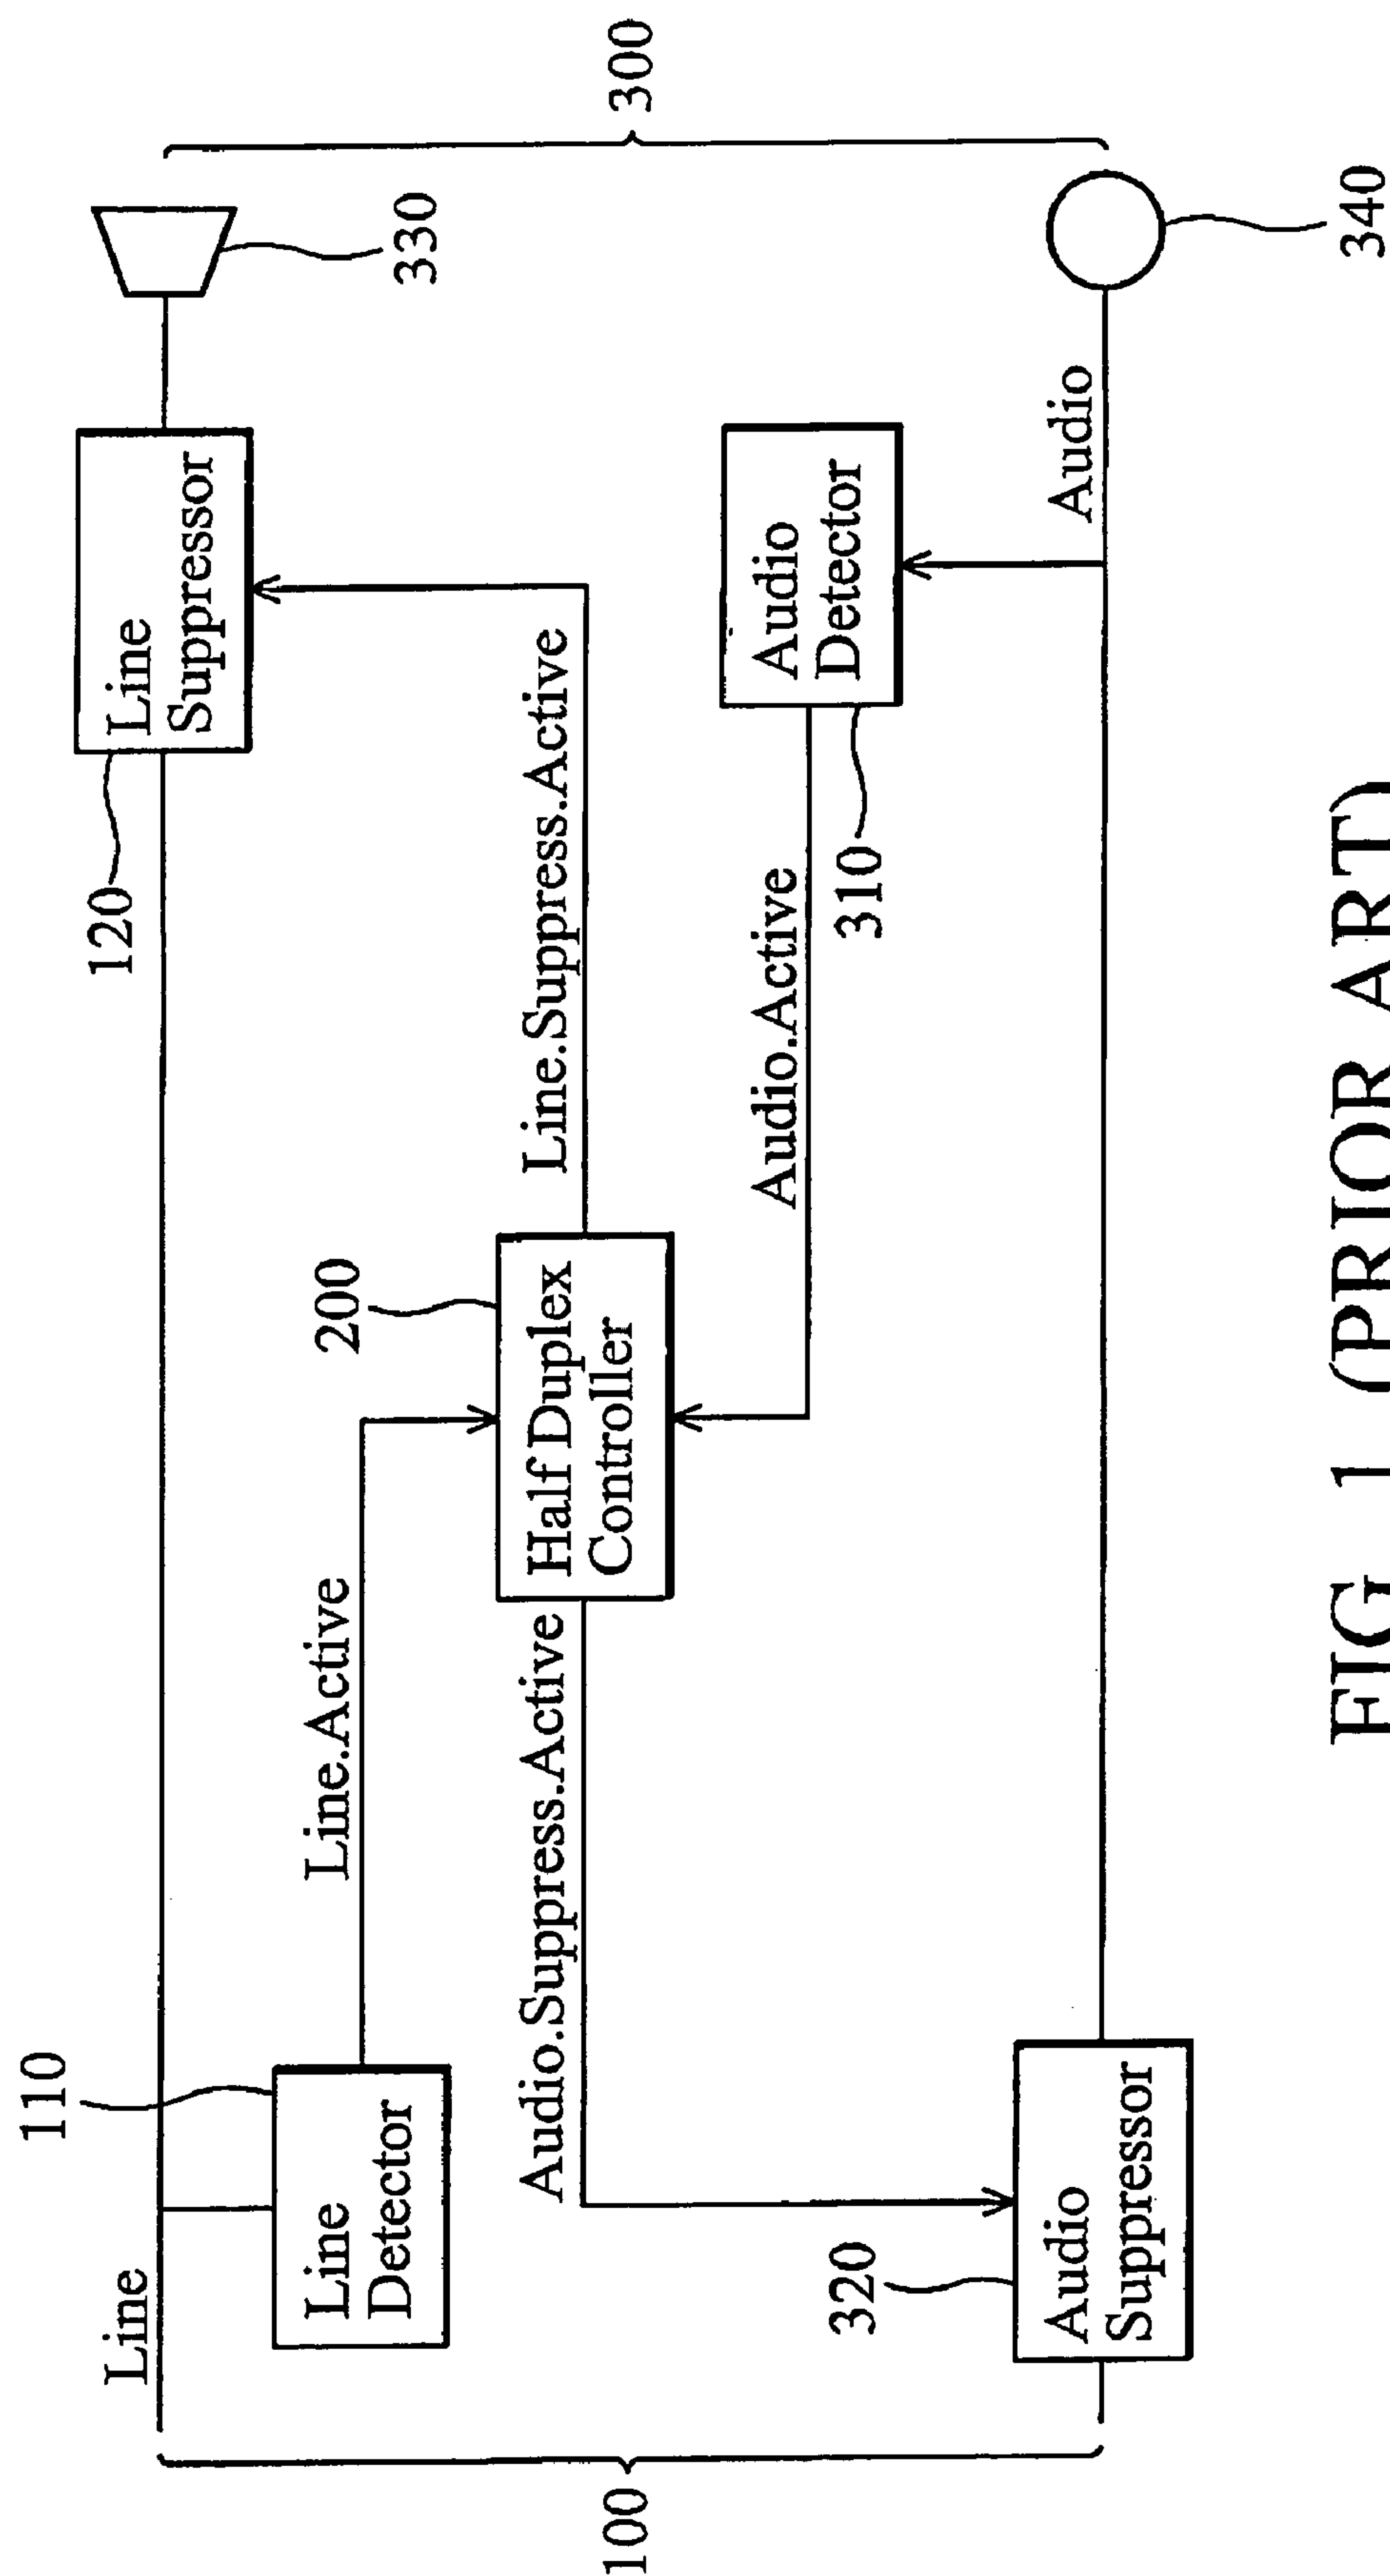 Line
110
Line
Detector
Line.Active
120
Line
Suppressor
330
200
Half Duplex
Controller
Line.Suppress.Active
Audio.Suppress.Active
Audio.Active
Audio
Detector
310
320
Audio
Suppressor
Audio
340
100
300
FIG. 1 (PRIOR ART)